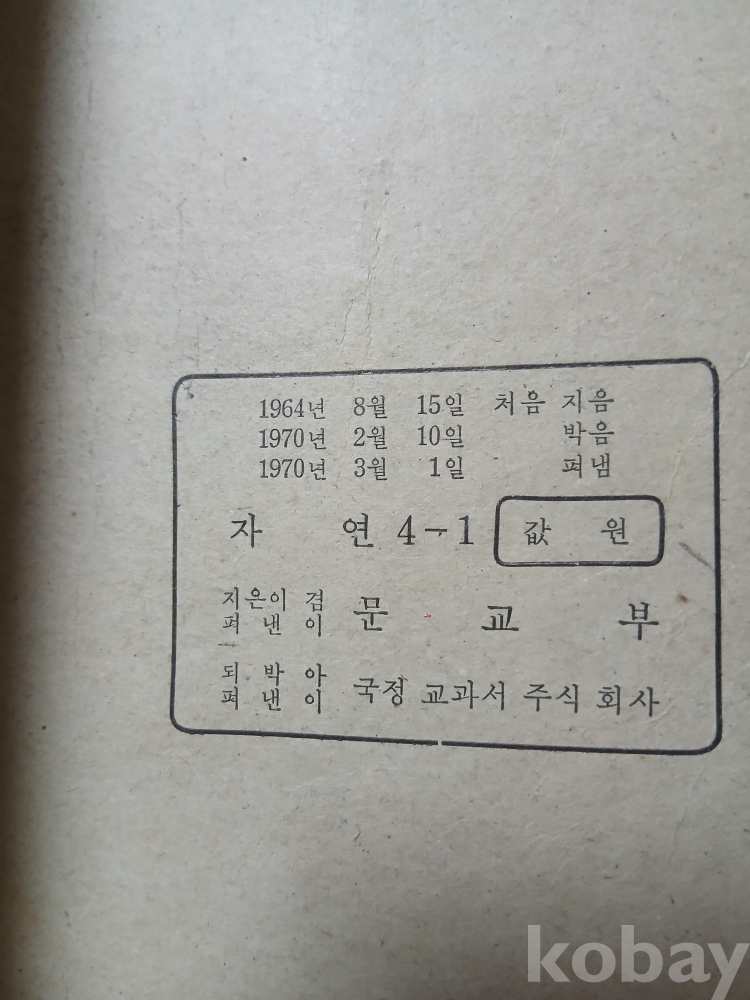 1964년 8월 15일 처음 지음
1970년 2월 10일 박음
1970년 3월 1일 펴냄
자 연 4-1 값 원
지은이 겸
펴 낸 이 문 교 부
되 박 아
펴 낸 이 국정 교과서 주식 회사
kobay